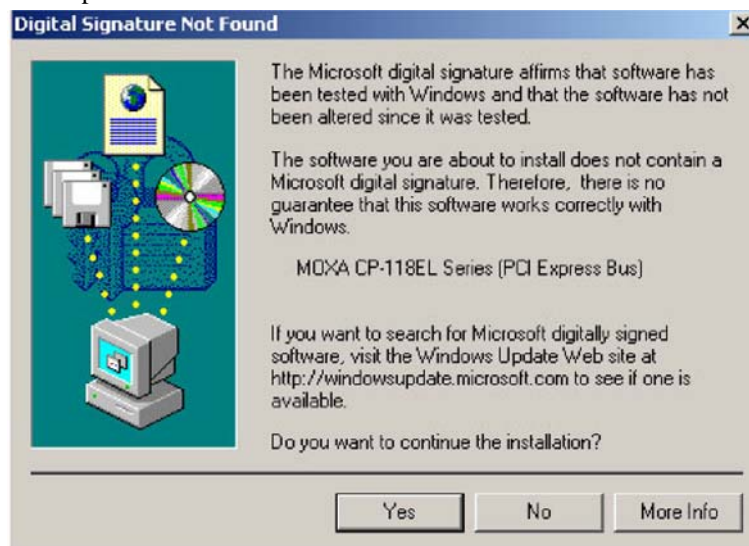 Digital Signature Not Found
The Microsoft digital signature affirms that software has
been tested with Windows and that the software has not
been altered since it was tested.
The software you are about to install does not contain a
Microsoft digital signature. Therefore, there is no
guarantee that this software works correctly with
Windows.
MOXA CP-118EL Series (PCI Express Bus)
If you want to search for Microsoft digitally signed
software, visit the Windows Update Web site at
http://windowsupdate.microsoft.com to see if one is
available.
Do you want to continue the installation?
Yes
No
More Info